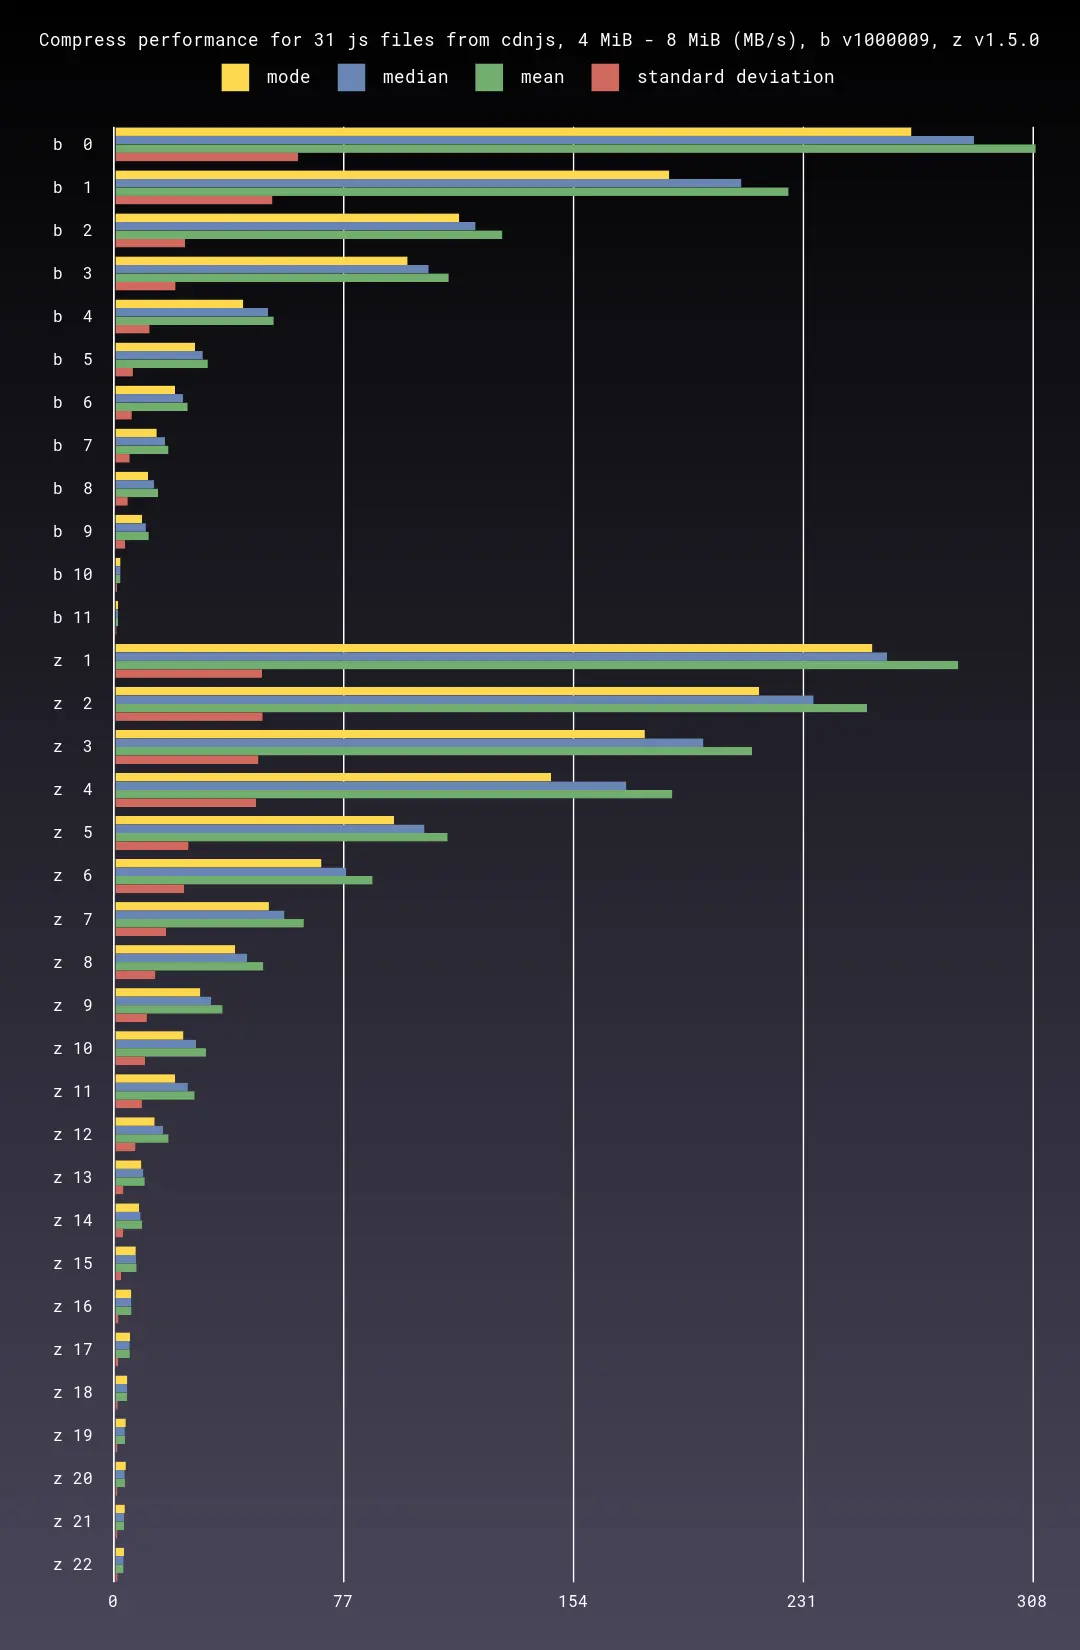 Compress performance for 31 js files from cdnjs, 4 MiB - 8 MiB (MB/s), b v1000009, z v1.5.0
mode median mean standard deviation
b 0
b 1
b 2
b 3
b 4
b 5
b 6
b 7
b 8
b 9
b 10
b 11
z 1
z 2
z 3
z 4
z 5
z 6
z 7
z 8
z 9
z 10
z 11
z 12
z 13
z 14
z 15
z 16
z 17
z 18
z 19
z 20
z 21
z 22
0 77 154 231 308